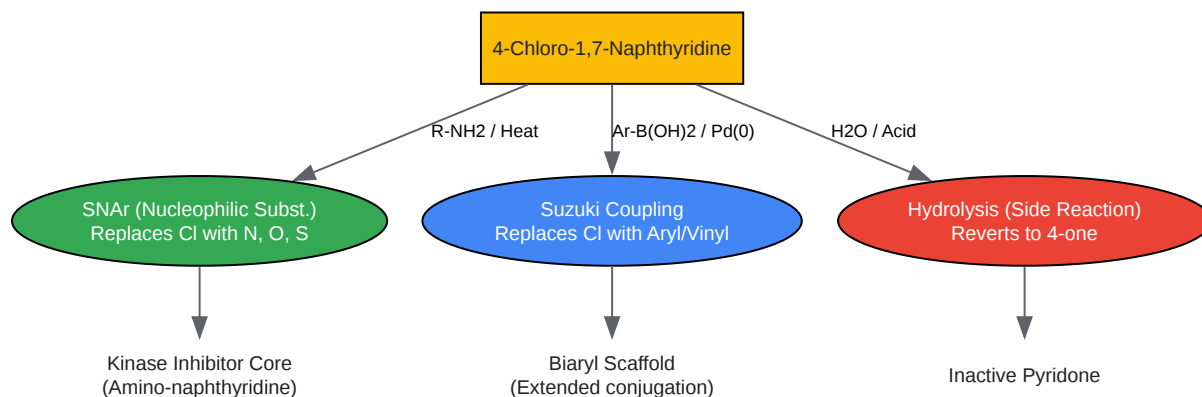 4-Chloro-1,7-Naphthyridine
R-NH2 / Heat
Ar-B(OH)2 / Pd(0)
H2O / Acid
SNAr (Nucleophilic Subst.)
Replaces Cl with N, O, S
Suzuki Coupling
Replaces Cl with Aryl/Vinyl
Hydrolysis (Side Reaction)
Reverts to 4-one
Kinase Inhibitor Core
(Amino-naphthyridine)
Biaryl Scaffold
(Extended conjugation)
Inactive Pyridone